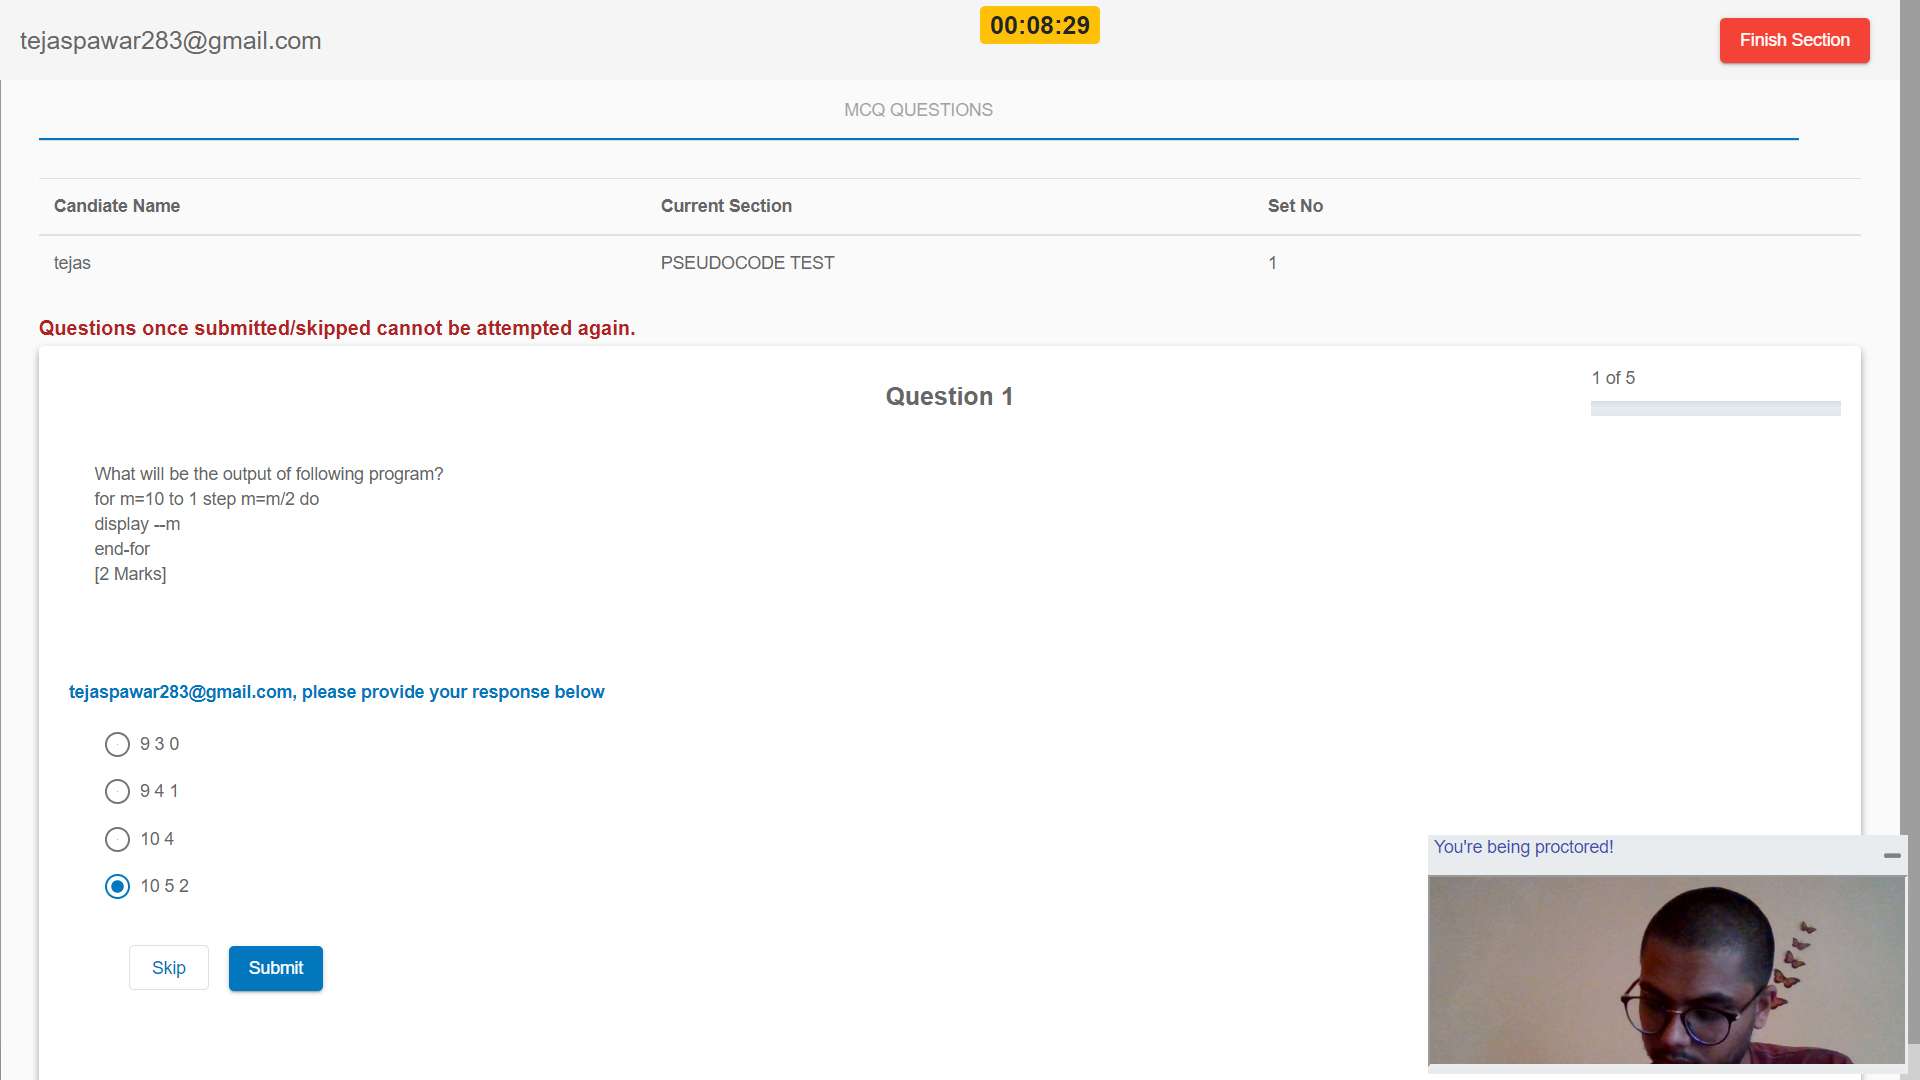 tejaspawar283@gmail.com
00:08:29
Finish Section
MCQ QUESTIONS
Candiate Name Current Section Set No
tejas PSEUDOCODE TEST 1
Questions once submitted/skipped cannot be attempted again.
1 of 5
Question 1
What will be the output of following program?
for m=10 to 1 step m=m/2 do
display --m
end-for
[2 Marks]
tejaspawar283@gmail.com, please provide your response below
9 3 0
9 4 1
10 4
10 5 2
Skip Submit
You're being proctored!